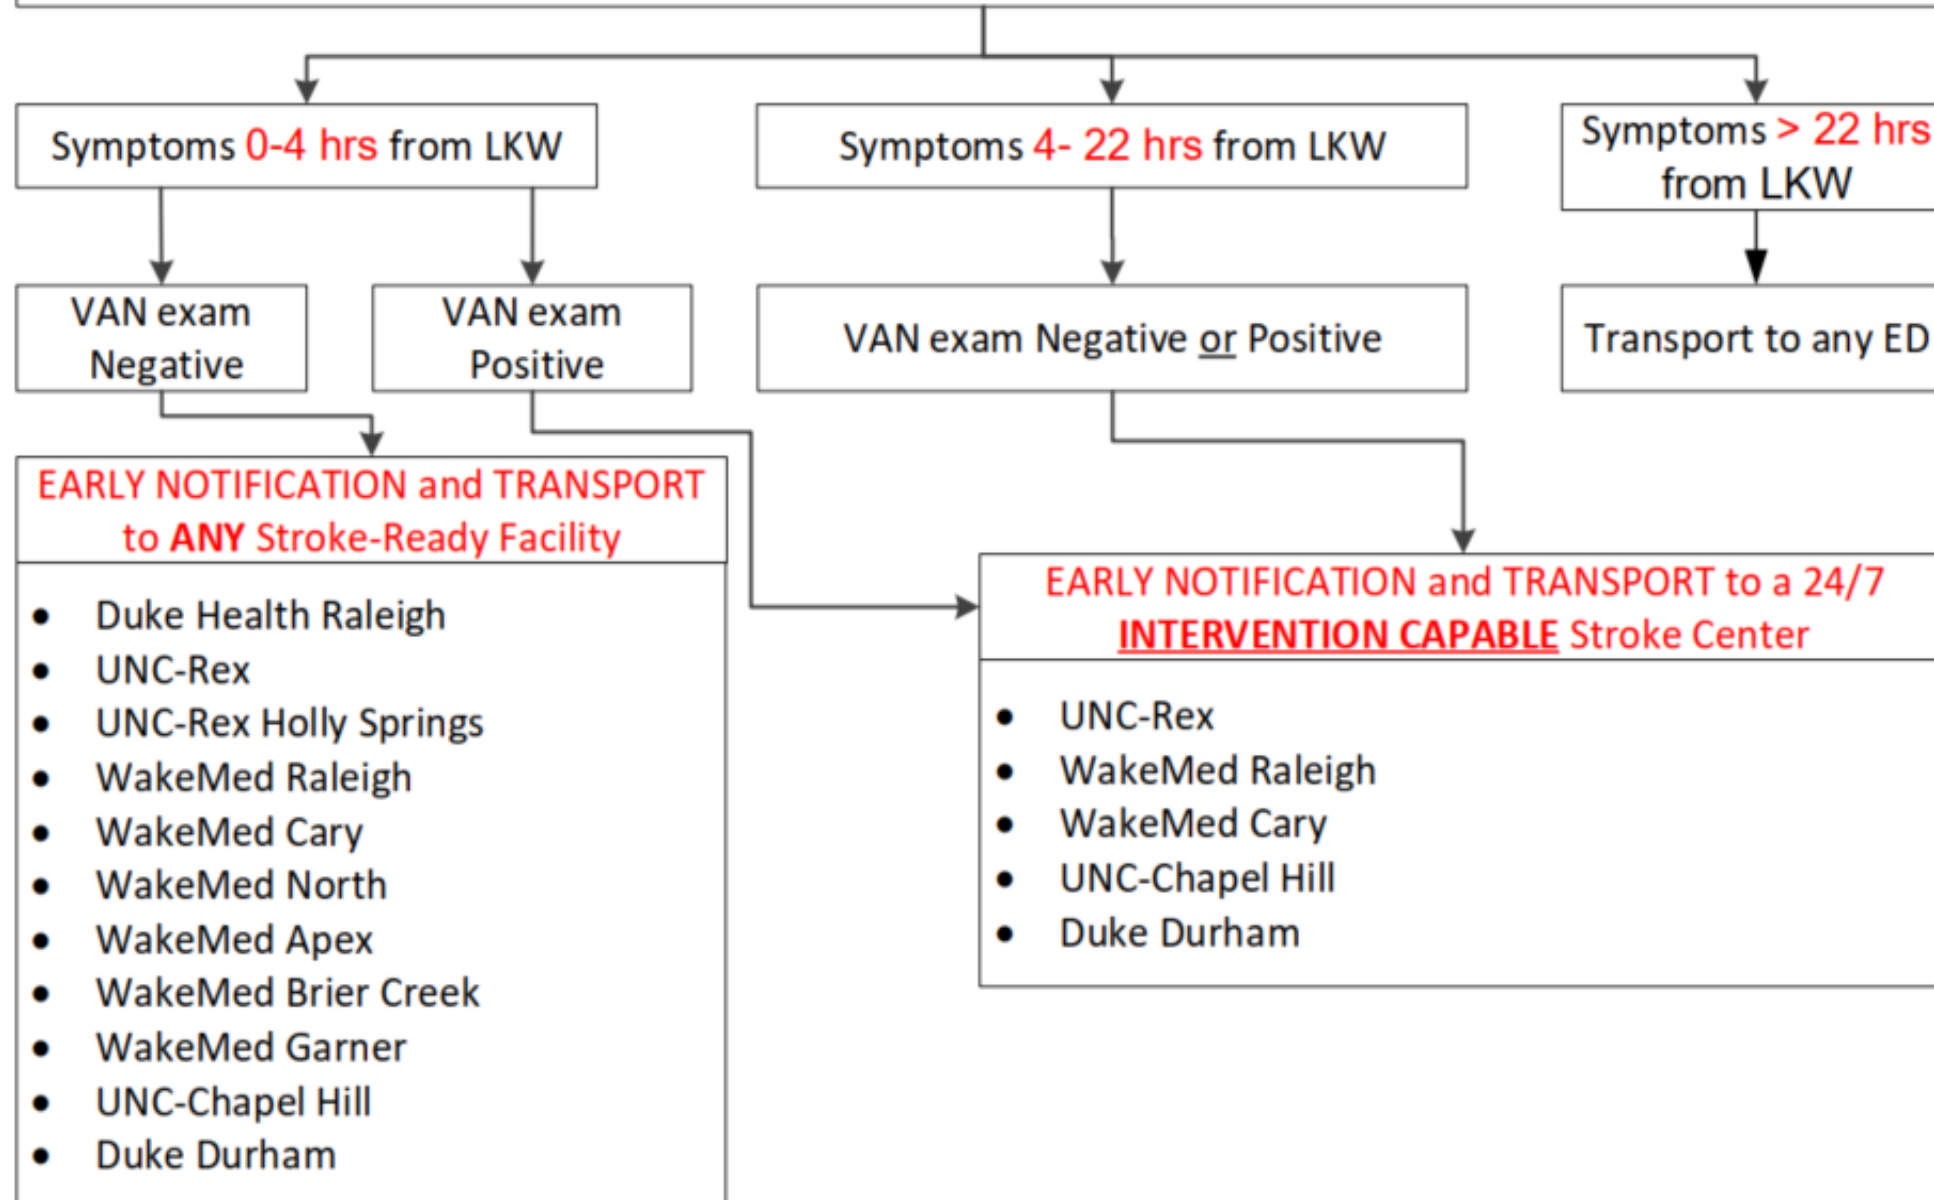 Symptoms 0-4 hrs from LKW
Symptoms 4- 22 hrs from LKW
Symptoms > 22 hrs
from LKW
VAN exam
Negative
VAN exam
Positive
VAN exam Negative or Positive
Transport to any ED
EARLY NOTIFICATION and TRANSPORT
to ANY Stroke-Ready Facility
• Duke Health Raleigh
• UNC-Rex
• UNC-Rex Holly Springs
• WakeMed Raleigh
• WakeMed Cary
• WakeMed North
• WakeMed Apex
• WakeMed Brier Creek
• WakeMed Garner
• UNC-Chapel Hill
• Duke Durham
EARLY NOTIFICATION and TRANSPORT to a 24/7
INTERVENTION CAPABLE Stroke Center
• UNC-Rex
• WakeMed Raleigh
• WakeMed Cary
• UNC-Chapel Hill
• Duke Durham